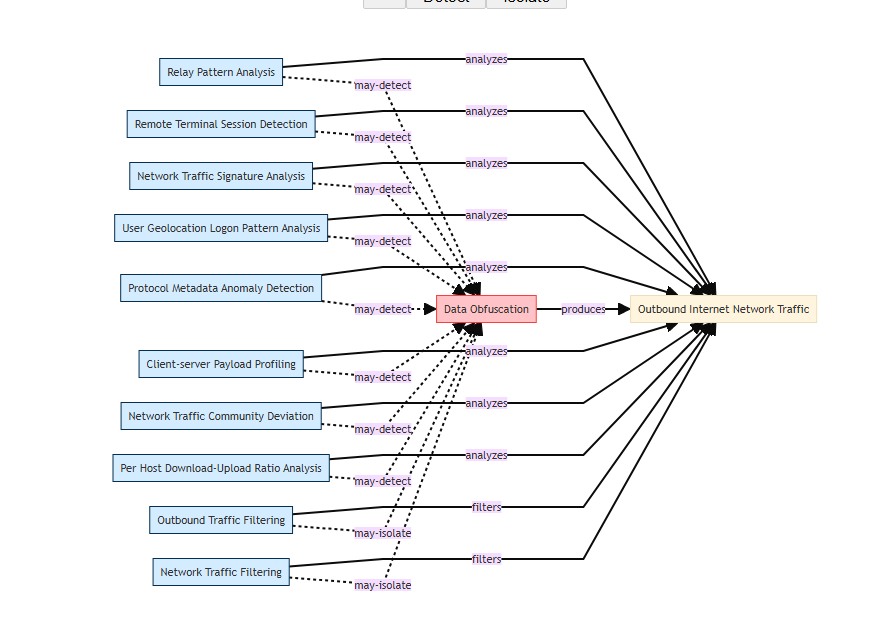 Detect Isolate
Relay Pattern Analysis
analyzes
may-detect
Remote Terminal Session Detection
analyzes
may-detect
Network Traffic Signature Analysis
analyzes
may-detect
User Geolocation Logon Pattern Analysis
analyzes
may-detect
Protocol Metadata Anomaly Detection
analyzes
may-detect
Data Obfuscation
produces
Outbound Internet Network Traffic
Client-server Payload Profiling
analyzes
may-detect
Network Traffic Community Deviation
analyzes
may-detect
Per Host Download-Upload Ratio Analysis
analyzes
may-detect
Outbound Traffic Filtering
filters
may-isolate
Network Traffic Filtering
filters
may-isolate